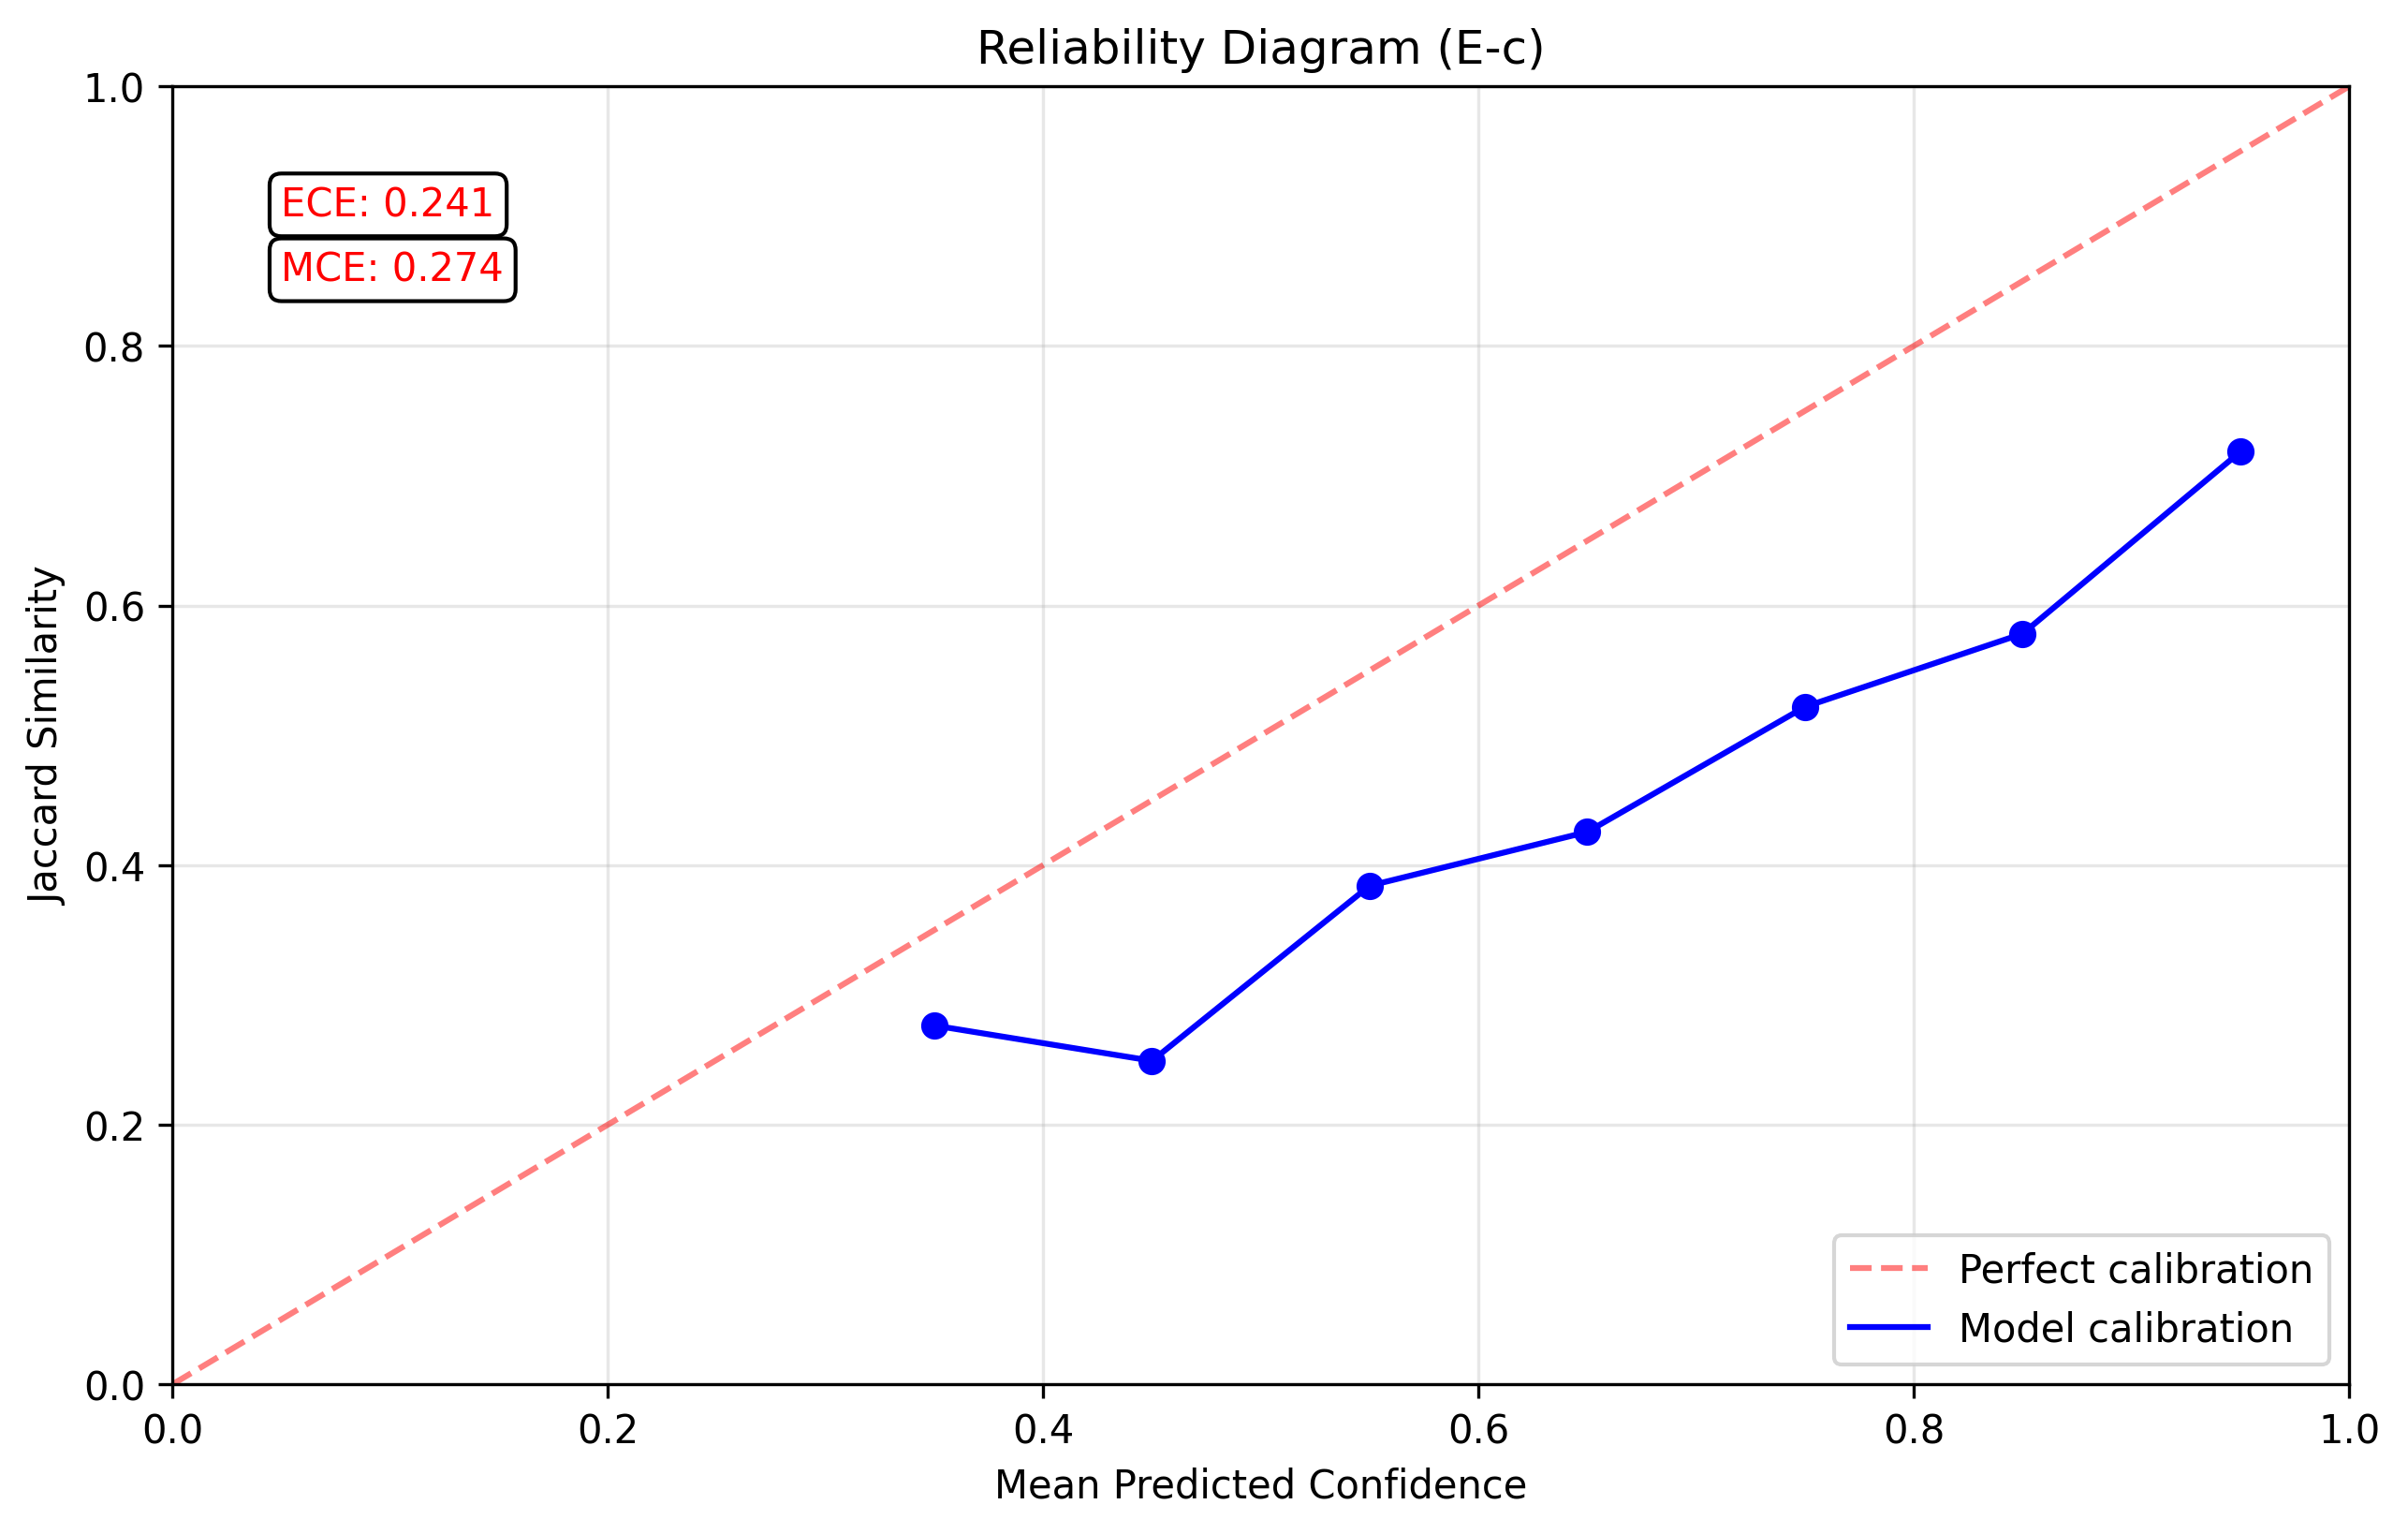 Reliability Diagram (E-c)
1.0
0.8
0.6
0.4
0.2
0.0
Jaccard Similarity
ECE: 0.241
MCE: 0.274
Perfect calibration
Model calibration
0.0 0.2 0.4 0.6 0.8 1.0
Mean Predicted Confidence